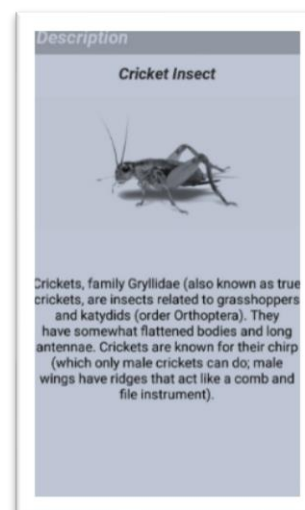 Description
Cricket Insect
Crickets, family Gryllidae (also known as true
crickets, are insects related to grasshoppers
and katydids (order Orthoptera). They
have somewhat flattened bodies and long
antennae. Crickets are known for their chirp
(which only male crickets can do; male
wings have ridges that act like a comb and
file instrument).